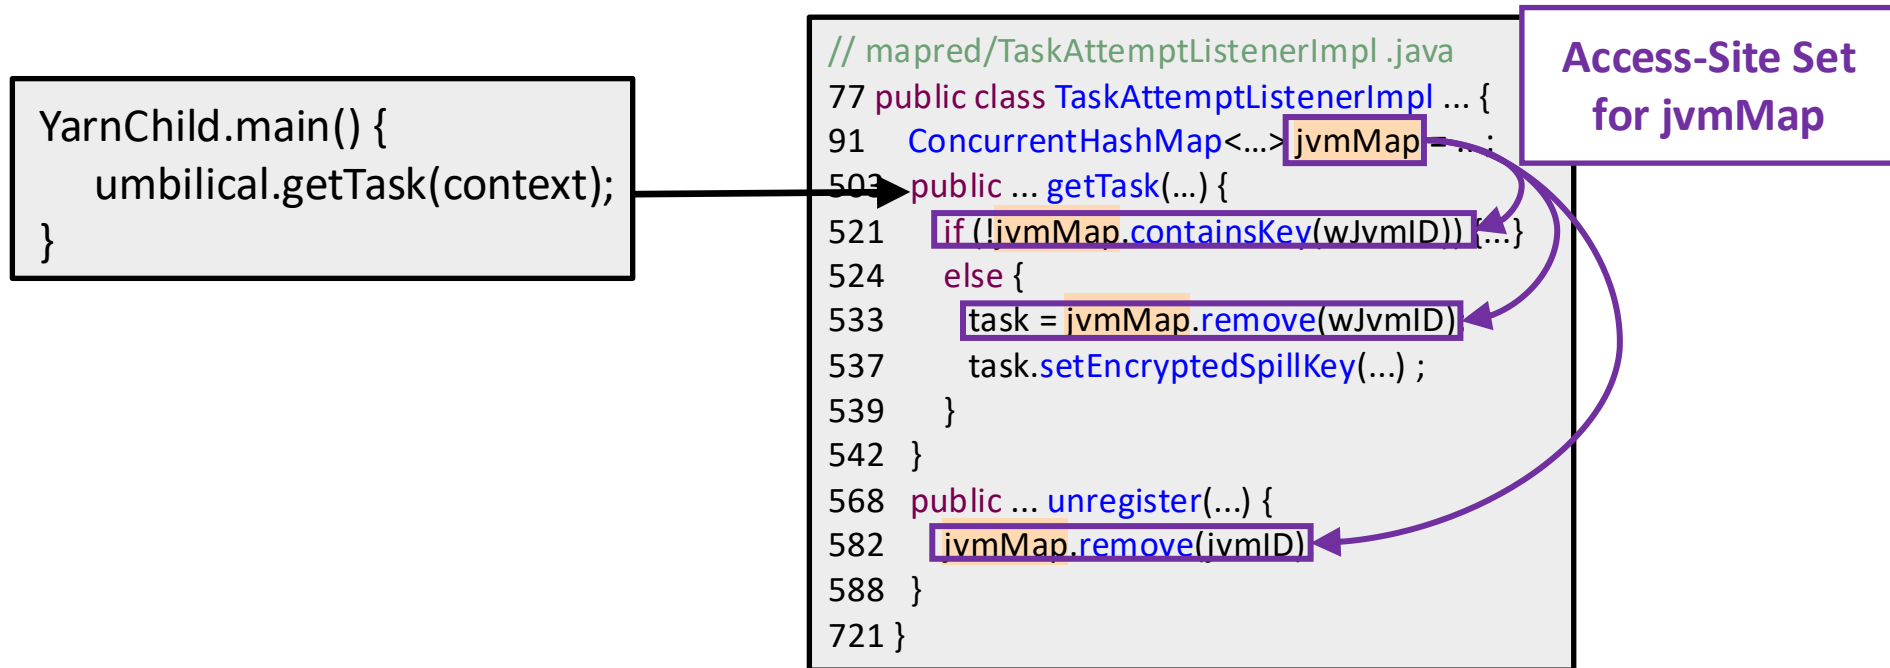 YarnChild.main() {
umbilical.getTask(context);
}
// mapred/TaskAttemptListenerImpl .java
77 public class TaskAttemptListenerImpl ... {
91 ConcurrentHashMap<...> jvmMap = ... ;
503 public ... getTask(...) {
521 if (!jvmMap.containsKey(wJvmID)) {...}
524 else {
533 task = jvmMap.remove(wJvmID);
537 task.setEncryptedSpillKey(...) ;
539 }
542 }
568 public ... unregister(...) {
582 jvmMap.remove(jvmID)
588 }
721 }
Access-Site Set
for jvmMap